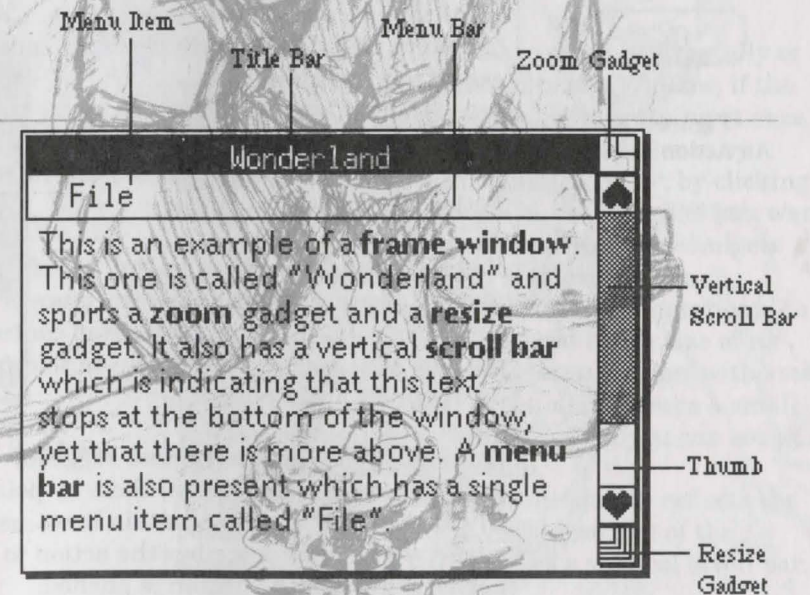 Menu Item
Title Bar
Menu Bar
Zoom Gadget
Wonderland
File
This is an example of a frame window.
This one is called "Wonderland" and
sports a zoom gadget and a resize
gadget. It also has a vertical scroll bar
which is indicating that this text
stops at the bottom of the window,
yet that there is more above. A menu
bar is also present which has a single
menu item called "File".
Vertical
Scroll Bar
Thumb
Resize
Gadget